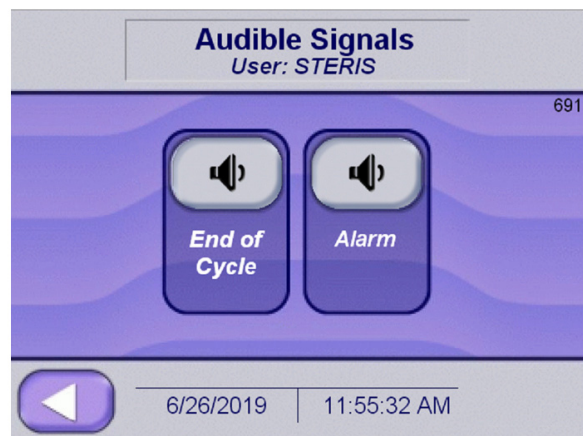 Audible Signals
User: STERIS
691
End of
Cycle
Alarm
6/26/2019
11:55:32 AM